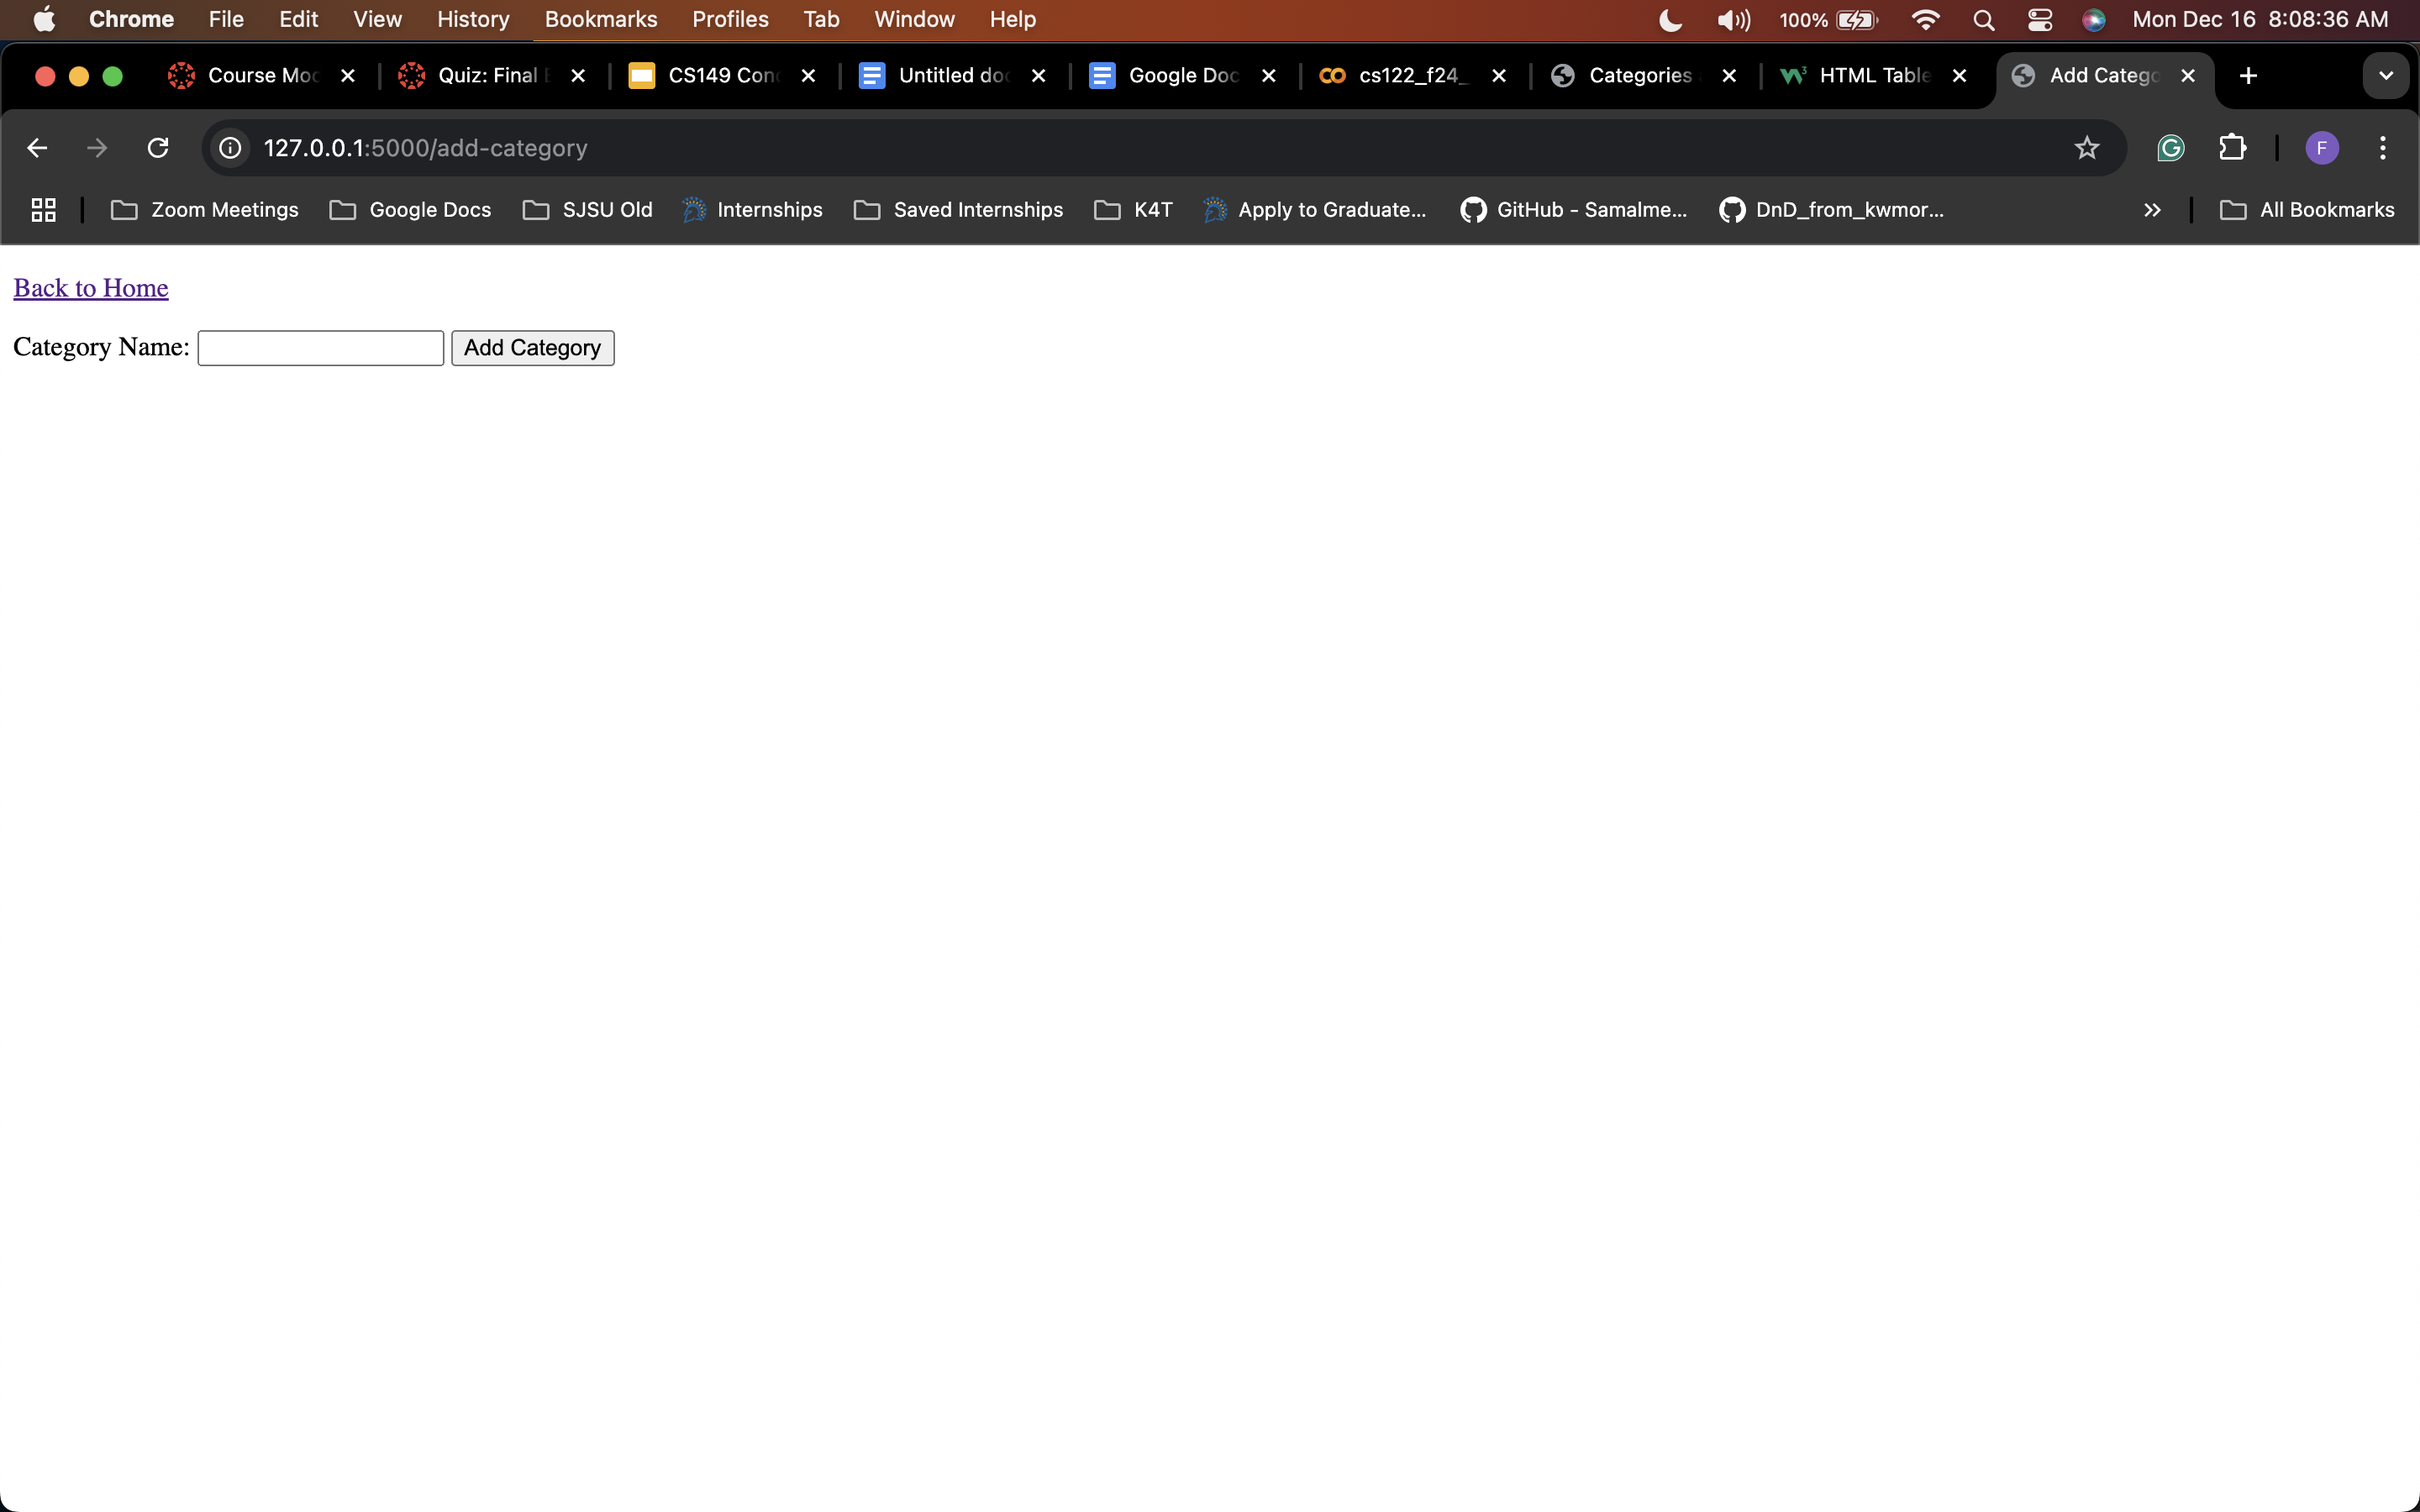 Chrome File Edit View History Bookmarks Profiles Tab Window Help 100% Mon Dec 16 8:08:36 AM
Course Moc Quiz: Final CS149 Con Untitled doc Google Doc cs122_f24_ Categories HTML Table Add Catego
127.0.0.1:5000/add-category F
Zoom Meetings Google Docs SJSU Old Internships Saved Internships K4T Apply to Graduate... GitHub - Samalme... DnD_from_kwmor... All Bookmarks
Back to Home
Category Name: Add Category